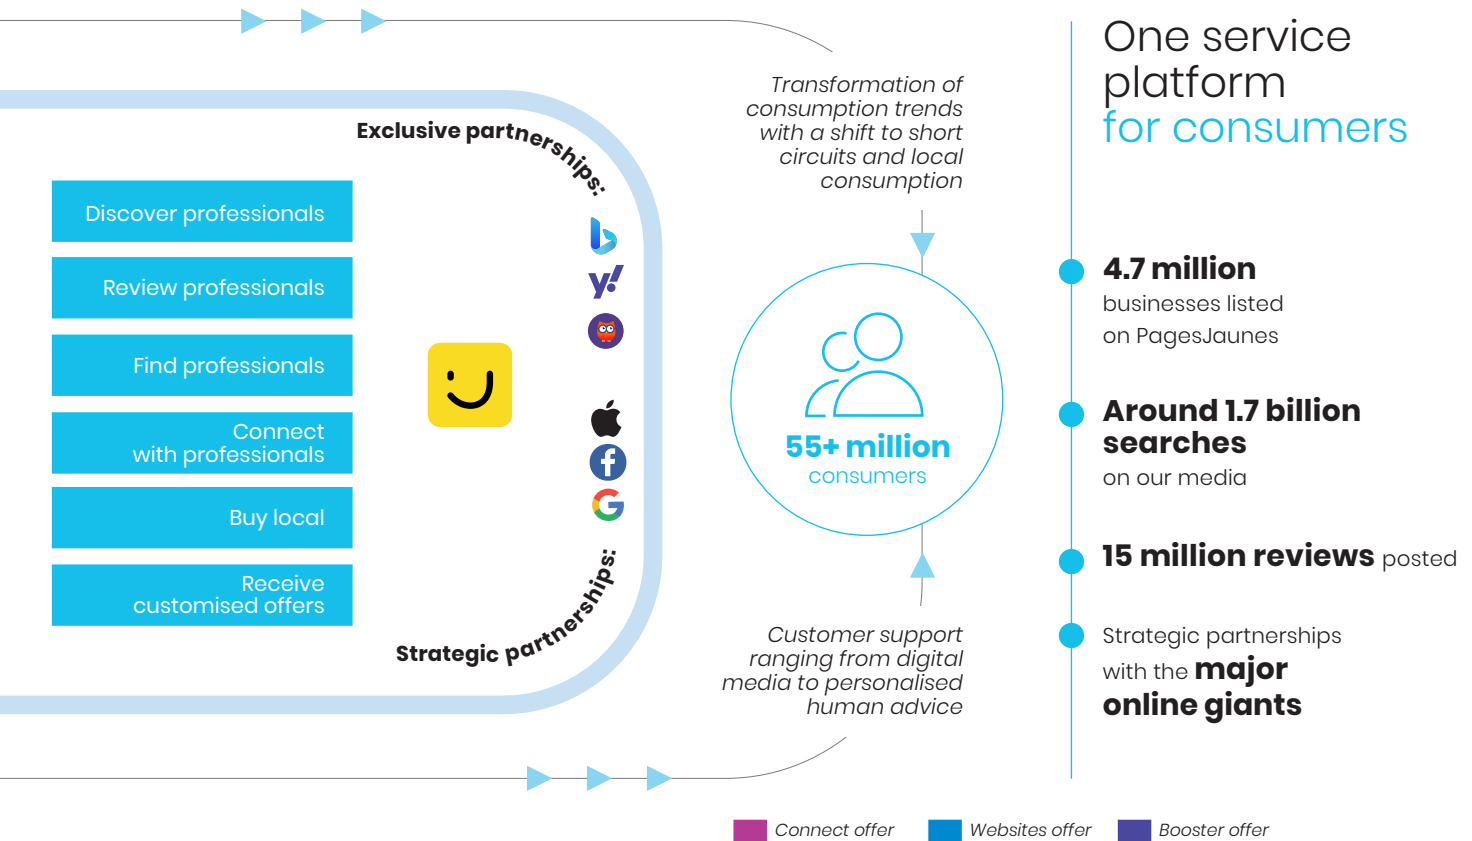 One service
platform
for consumers
Transformation of
consumption trends
with a shift to short
circuits and local
consumption
Exclusive partnerships:
Discover professionals
Review professionals
Find professionals
Connect
with professionals
Buy local
Receive
customised offers
Strategic partnerships:
55+ million
consumers
Customer support
ranging from digital
media to personalised
human advice
4.7 million
businesses listed
on PagesJaunes
Around 1.7 billion
searches
on our media
15 million reviews posted
Strategic partnerships
with the major
online giants
Connect offer
Websites offer
Booster offer